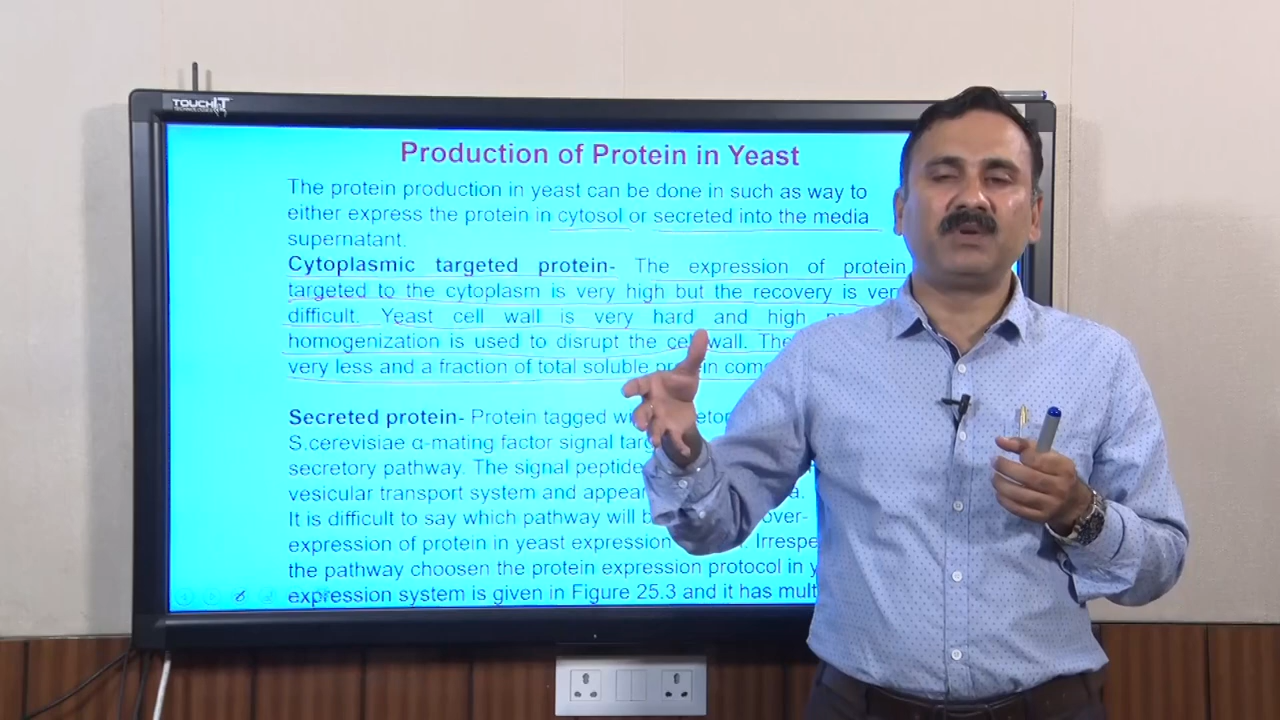 TOUCHIT
TECHNOLOGIES
Production of Protein in Yeast
The protein production in yeast can be done in such as way to
either express the protein in cytosol or secreted into the media
supernatant.
Cytoplasmic targeted protein- The expression of protein
targeted to the cytoplasm is very high but the recovery is very
difficult. Yeast cell wall is very hard and high
homogenization is used to disrupt the cell wall. The
very less and a fraction of total soluble protein
Secreted protein- Protein tagged
S.cerevisiae α-mating factor signal
secretory pathway. The signal peptide
vesicular transport system and
It is difficult to say which pathway will over-
expression of protein in yeast expression
the pathway choosen the protein expression protocol in
expression system is given in Figure 25.3 and it has